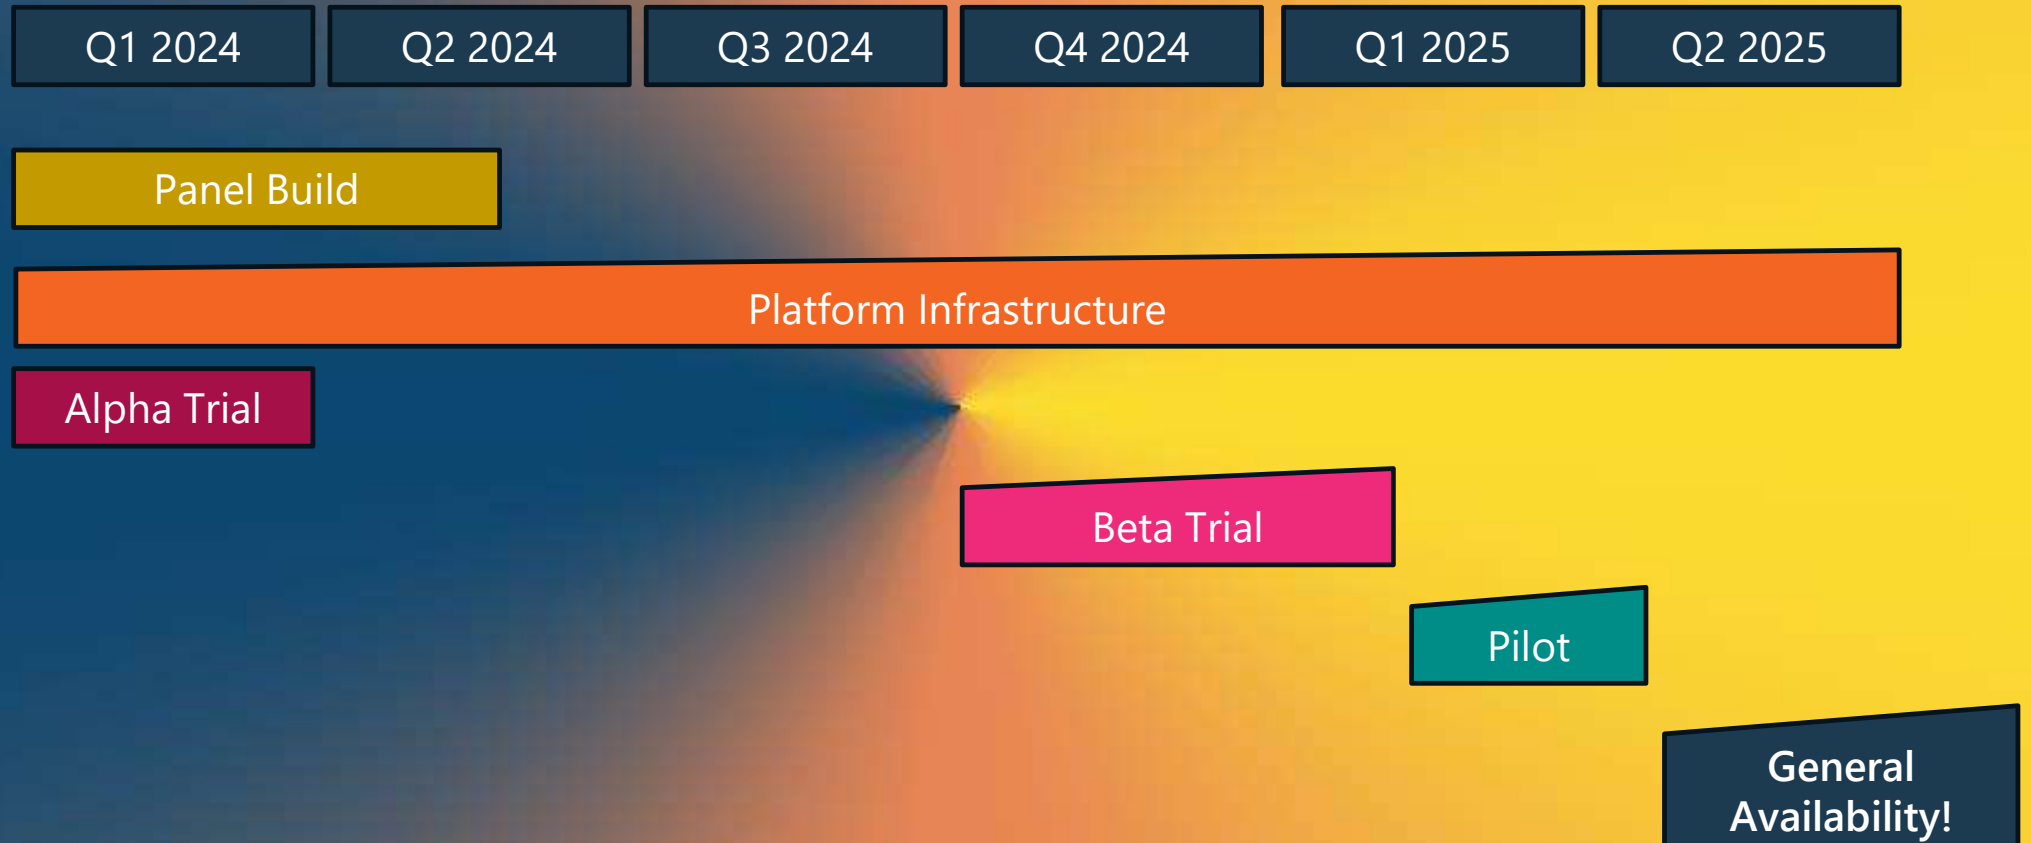 Q1 2024
Q2 2024
Q3 2024
Q4 2024
Q1 2025
Q2 2025
Panel Build
Platform Infrastructure
Alpha Trial
Beta Trial
Pilot
General
Availability!